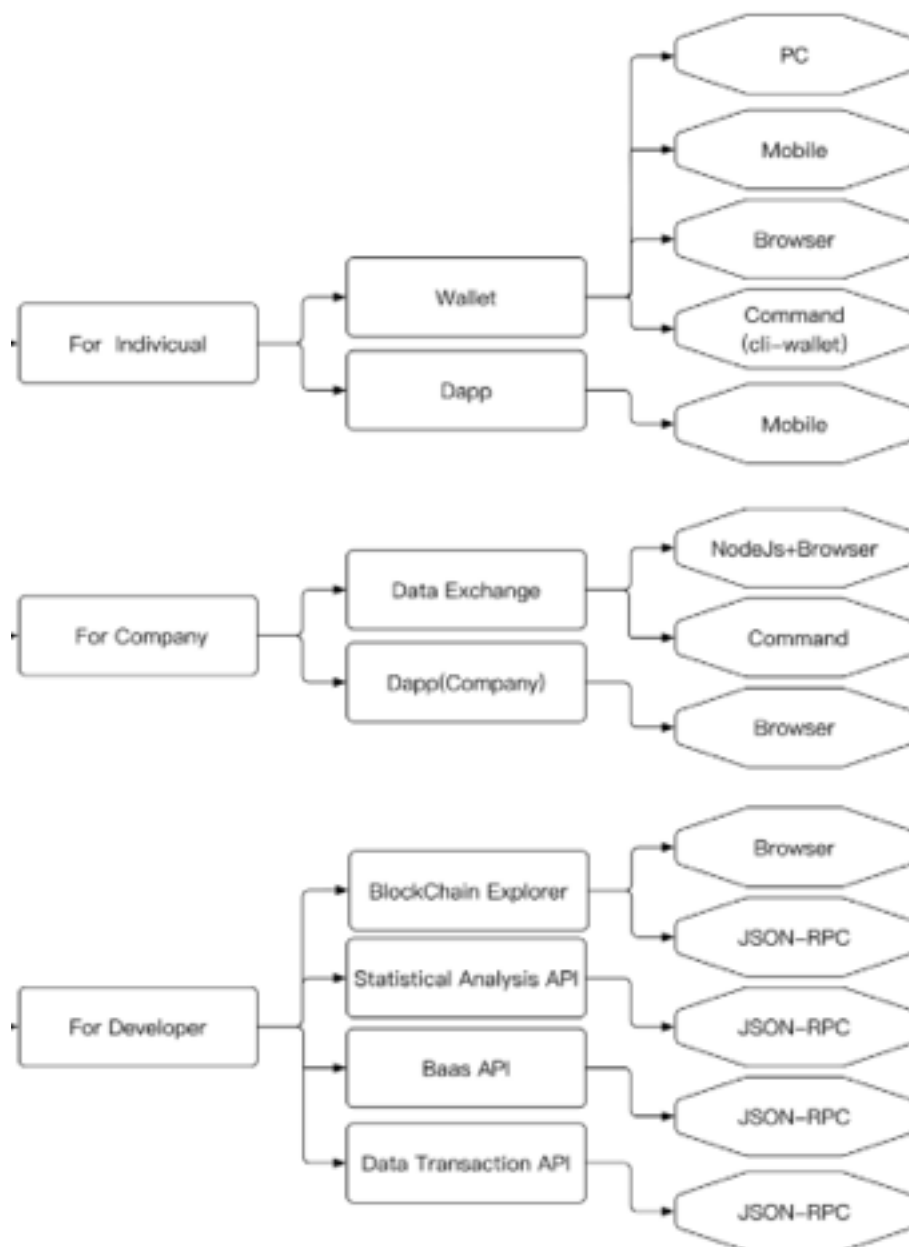 PC
Mobile
Browser
Wallet
Command
(cli-wallet)
For Indivicual
Dapp
Mobile
NodeJs+Browser
Data Exchange
Command
For Company
Dapp(Company)
Browser
Browser
BlockChain Explorer
JSON-RPC
Statistical Analysis API
For Developer
JSON-RPC
Baas API
JSON-RPC
Data Transaction API
JSON-RPC